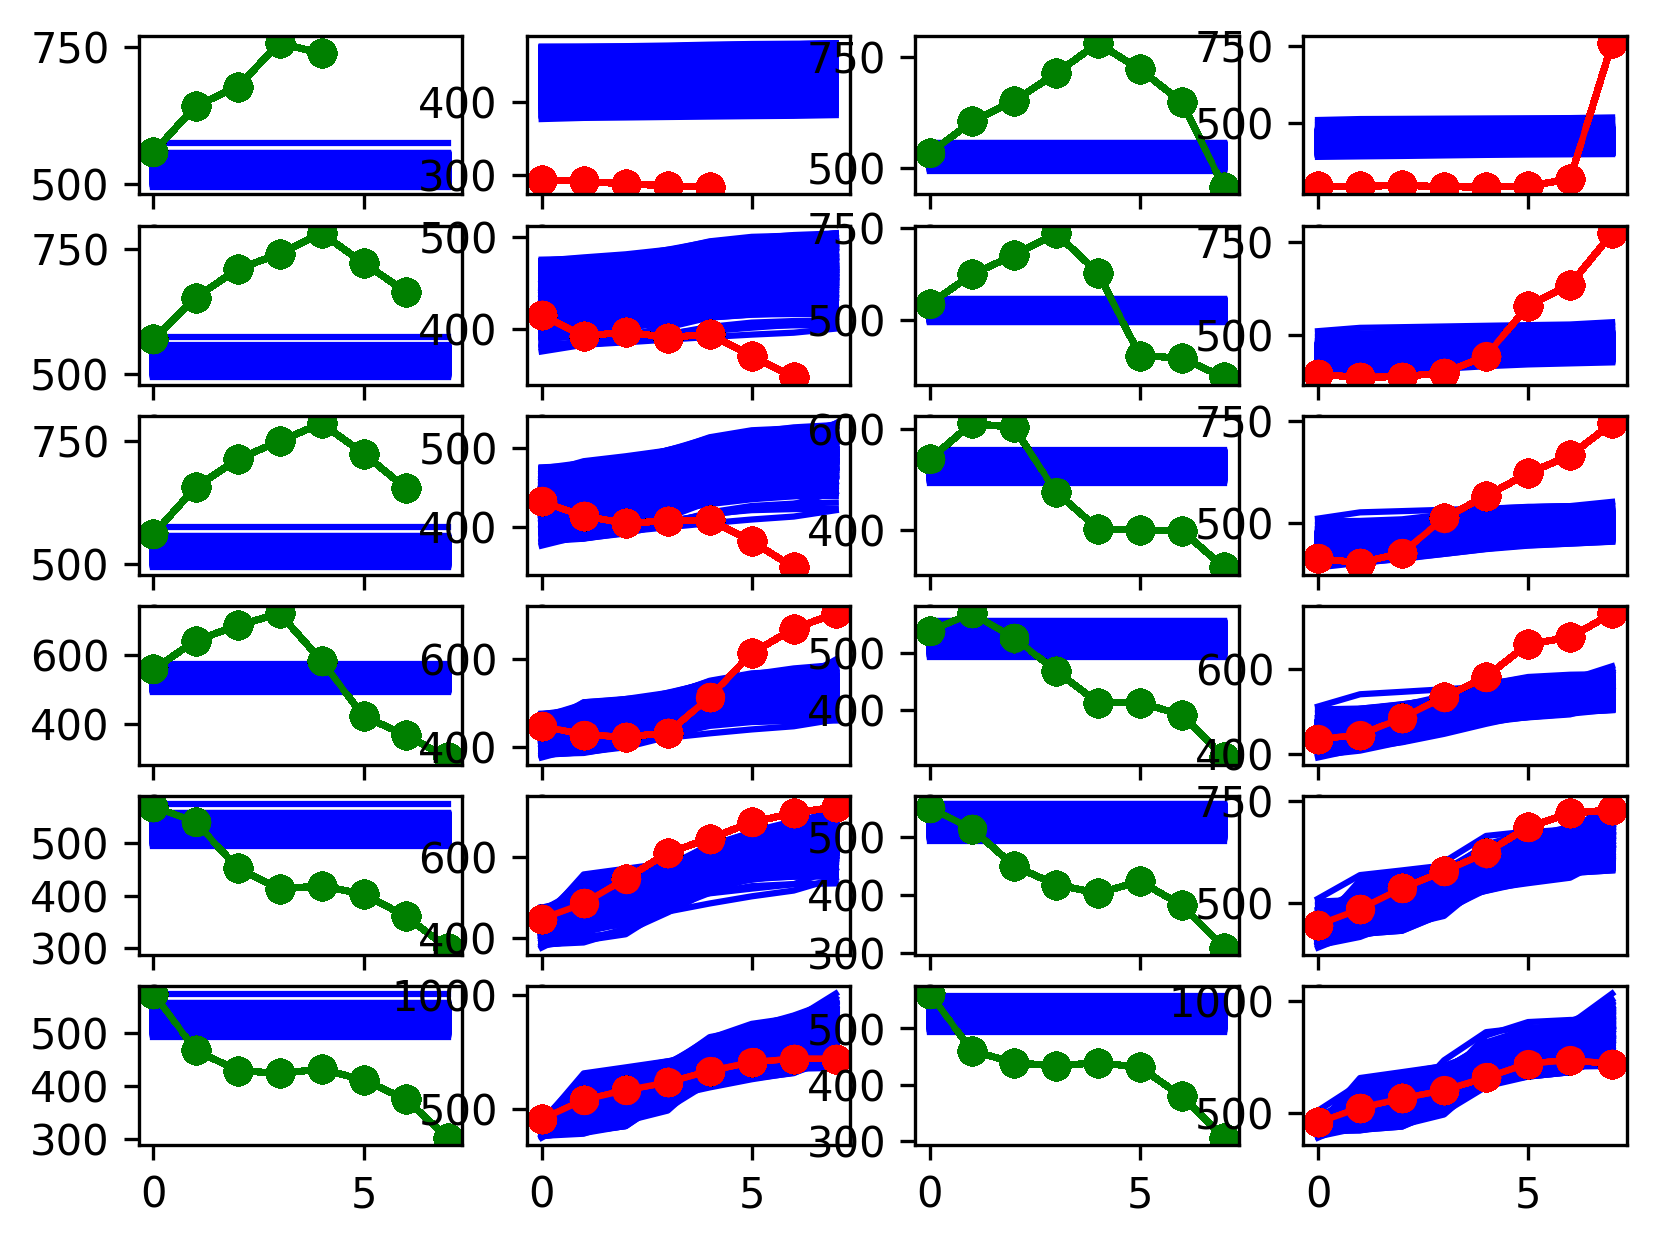 750 400 750 750
500 300 500 500
750 500 750 750
500 400 500 500
750 500 600 750
500 400 400 500
600 600 500 600
400 400 400 400
500 600 500 750
400 400 400 500
300 300
500 1000 500 1000
400 500 400 500
300 300
0 5 0 5 0 5 0 5